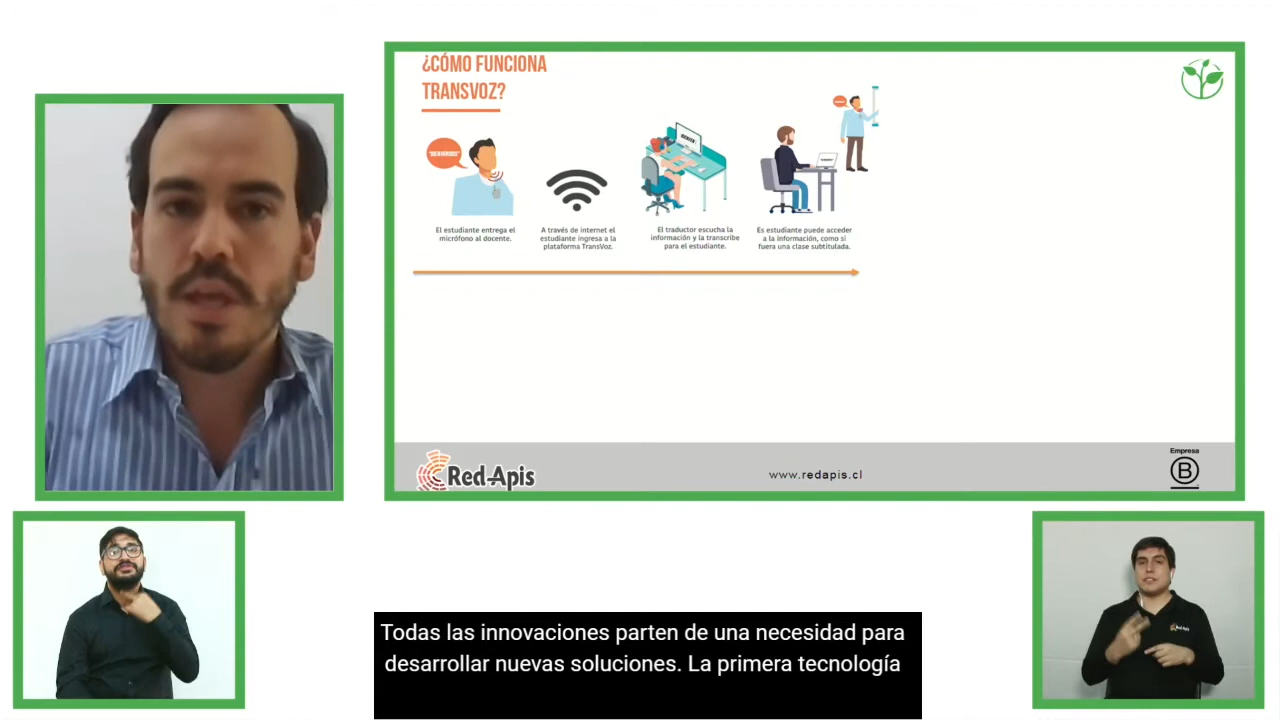 ¿CÓMO FUNCIONA
TRANSVOZ?
El estudiante entrega el
micrófono al docente.
A través de internet el
estudiante ingresa a la
plataforma TransVoz.
El traductor escucha la
información y la transcribe
para el estudiante.
Es estudiante puede acceder
a la información, como si
fuera una clase subtitulada.
Red-Apis
www.redapis.cl
Empresa
B
Todas las innovaciones parten de una necesidad para
desarrollar nuevas soluciones. La primera tecnología